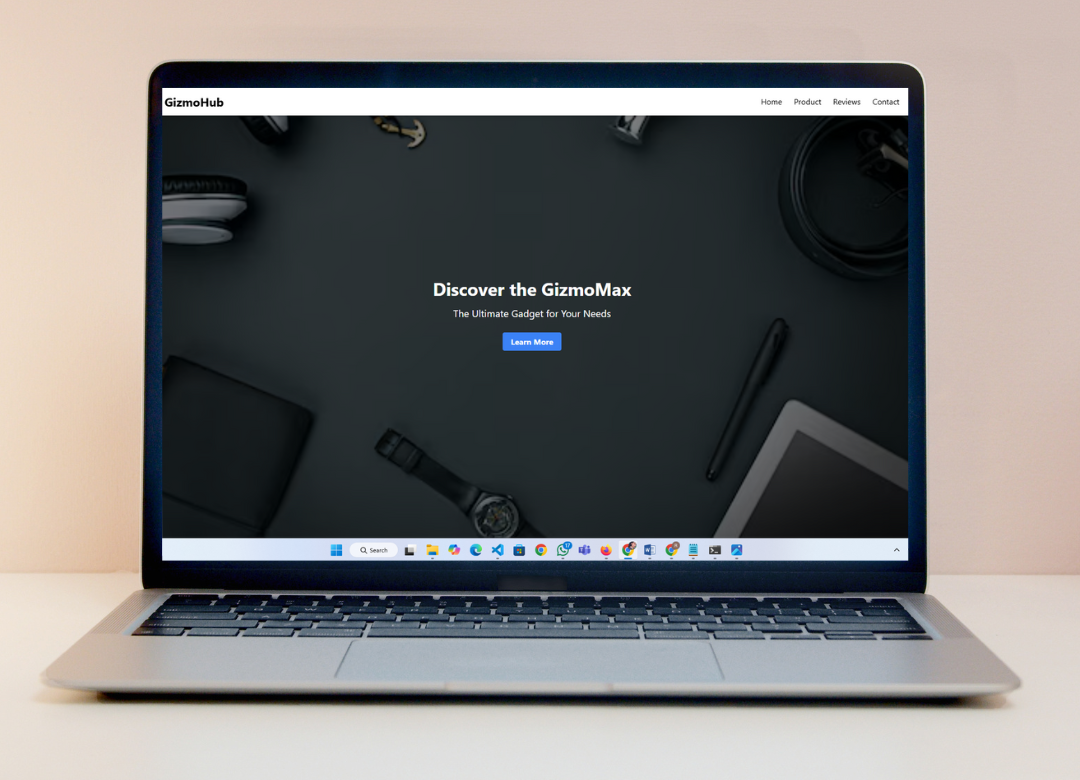 GizmoHub
Home Product Reviews Contact
Discover the GizmoMax
The Ultimate Gadget for Your Needs
Learn More
Search